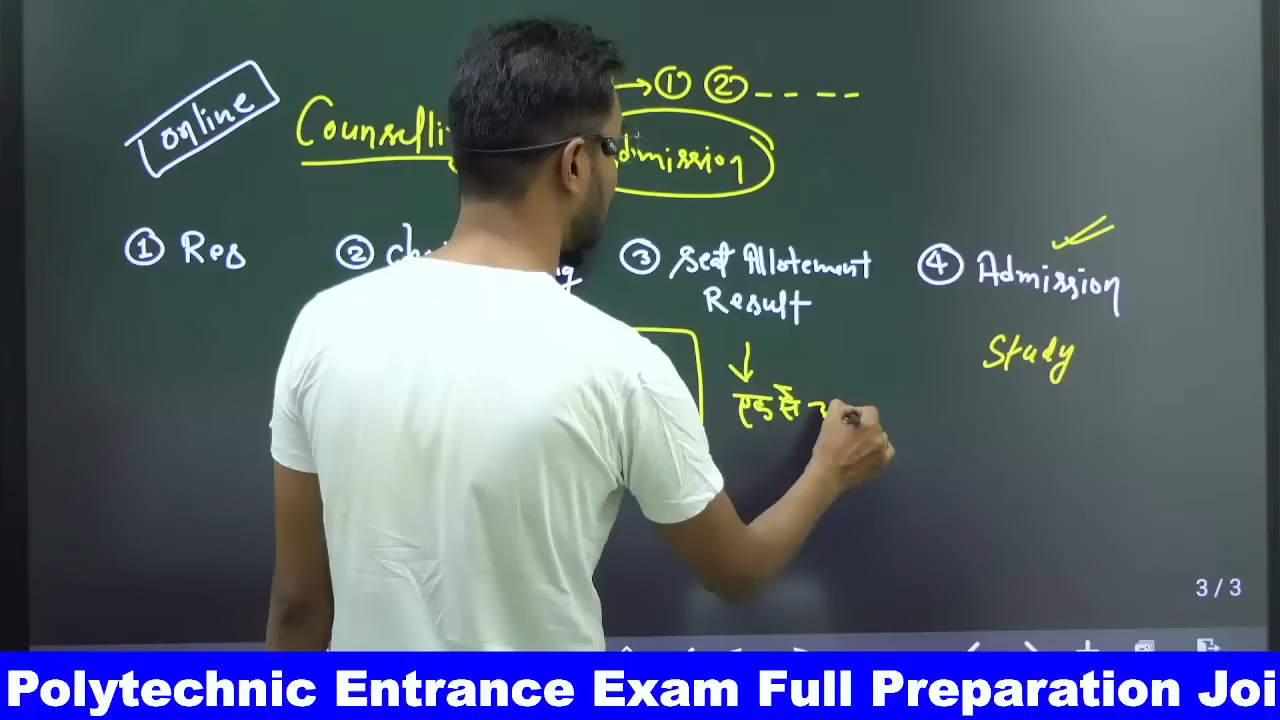 → ① ② _ _ _ _
online
Counselli
dmission
① Reg
②
③ Seat Allotement
Result
④ Admission
Study
एक से
3 / 3
Polytechnic Entrance Exam Full Preparation Joi